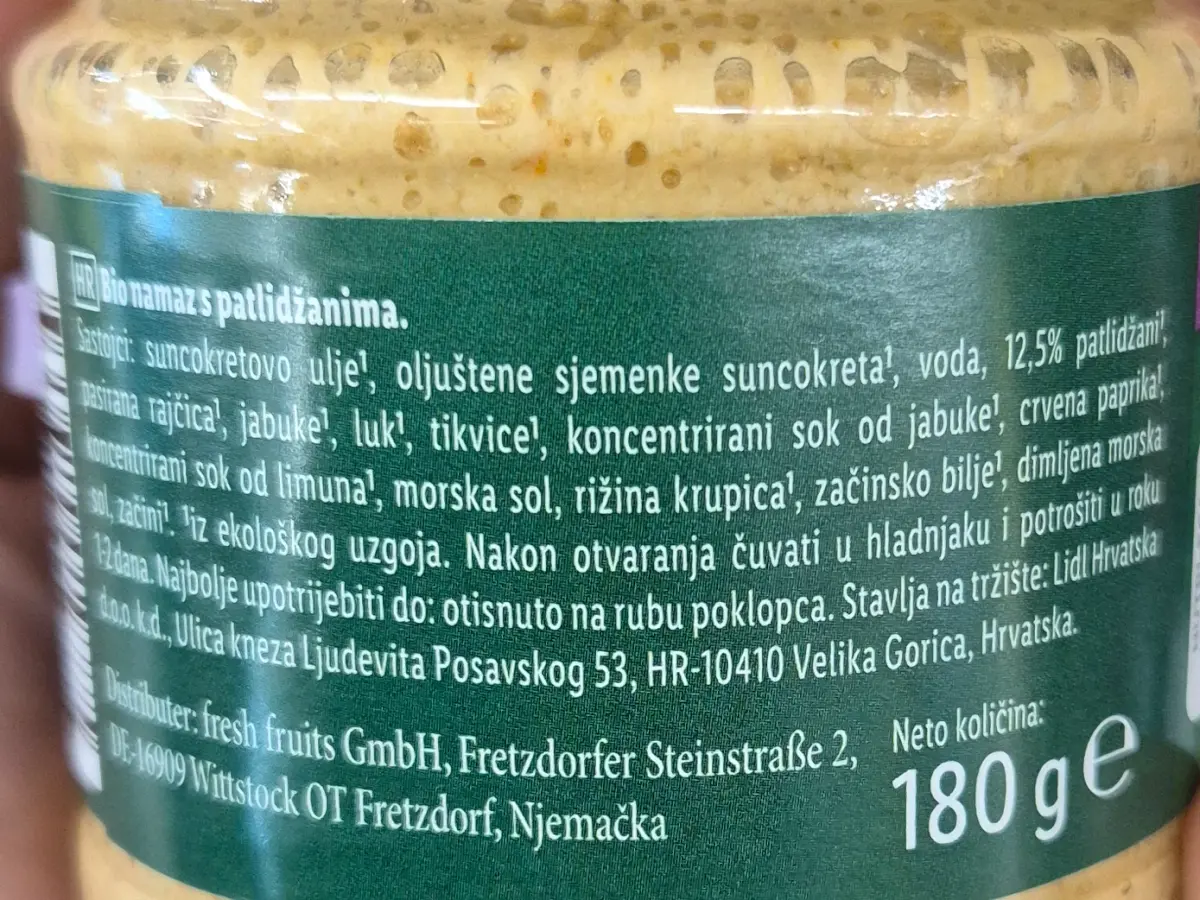 HR Bio namaz s patlidžanima.
Sastojci: suncokretovo ulje¹, oljuštene sjemenke suncokreta¹, voda, 12,5% patlidžani¹,
pasirana rajčica¹, jabuke¹, luk¹, tikvice¹, koncentrirani sok od jabuke¹, crvena paprika¹,
koncentrirani sok od limuna¹, morska sol, rižina krupica¹, začinsko bilje¹, dimljena morska
sol, začini¹. ¹iz ekološkog uzgoja. Nakon otvaranja čuvati u hladnjaku i potrošiti u roku
1-2 dana. Najbolje upotrijebiti do: otisnuto na rubu poklopca. Stavlja na tržište: Lidl Hrvatska
d.o.o. k.d., Ulica kneza Ljudevita Posavskog 53, HR-10410 Velika Gorica, Hrvatska.
Distributer: fresh fruits GmbH, Fretzdorfer Steinstraße 2,
DE-16909 Wittstock OT Fretzdorf, Njemačka
Neto količina:
180 g e